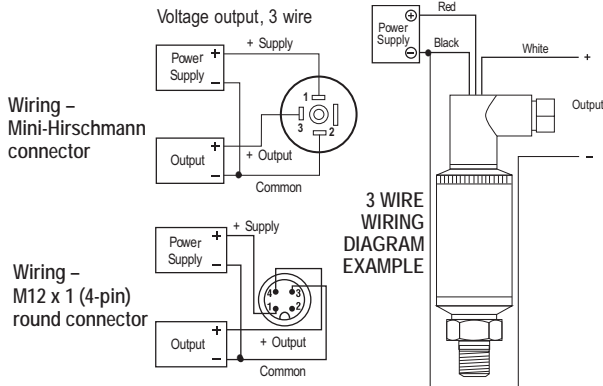 Voltage output, 3 wire
Wiring –
Mini-Hirschmann
connector
Power
Supply
+
–
+ Supply
1
2
3
Output
+
–
+ Output
Common
Wiring –
M12 x 1 (4-pin)
round connector
Power
Supply
+
–
+ Supply
4
3
1
2
Output
+
–
+ Output
Common
3 WIRE
WIRING
DIAGRAM
EXAMPLE
Power
Supply
+
–
Red
Black
White
+
Output
–